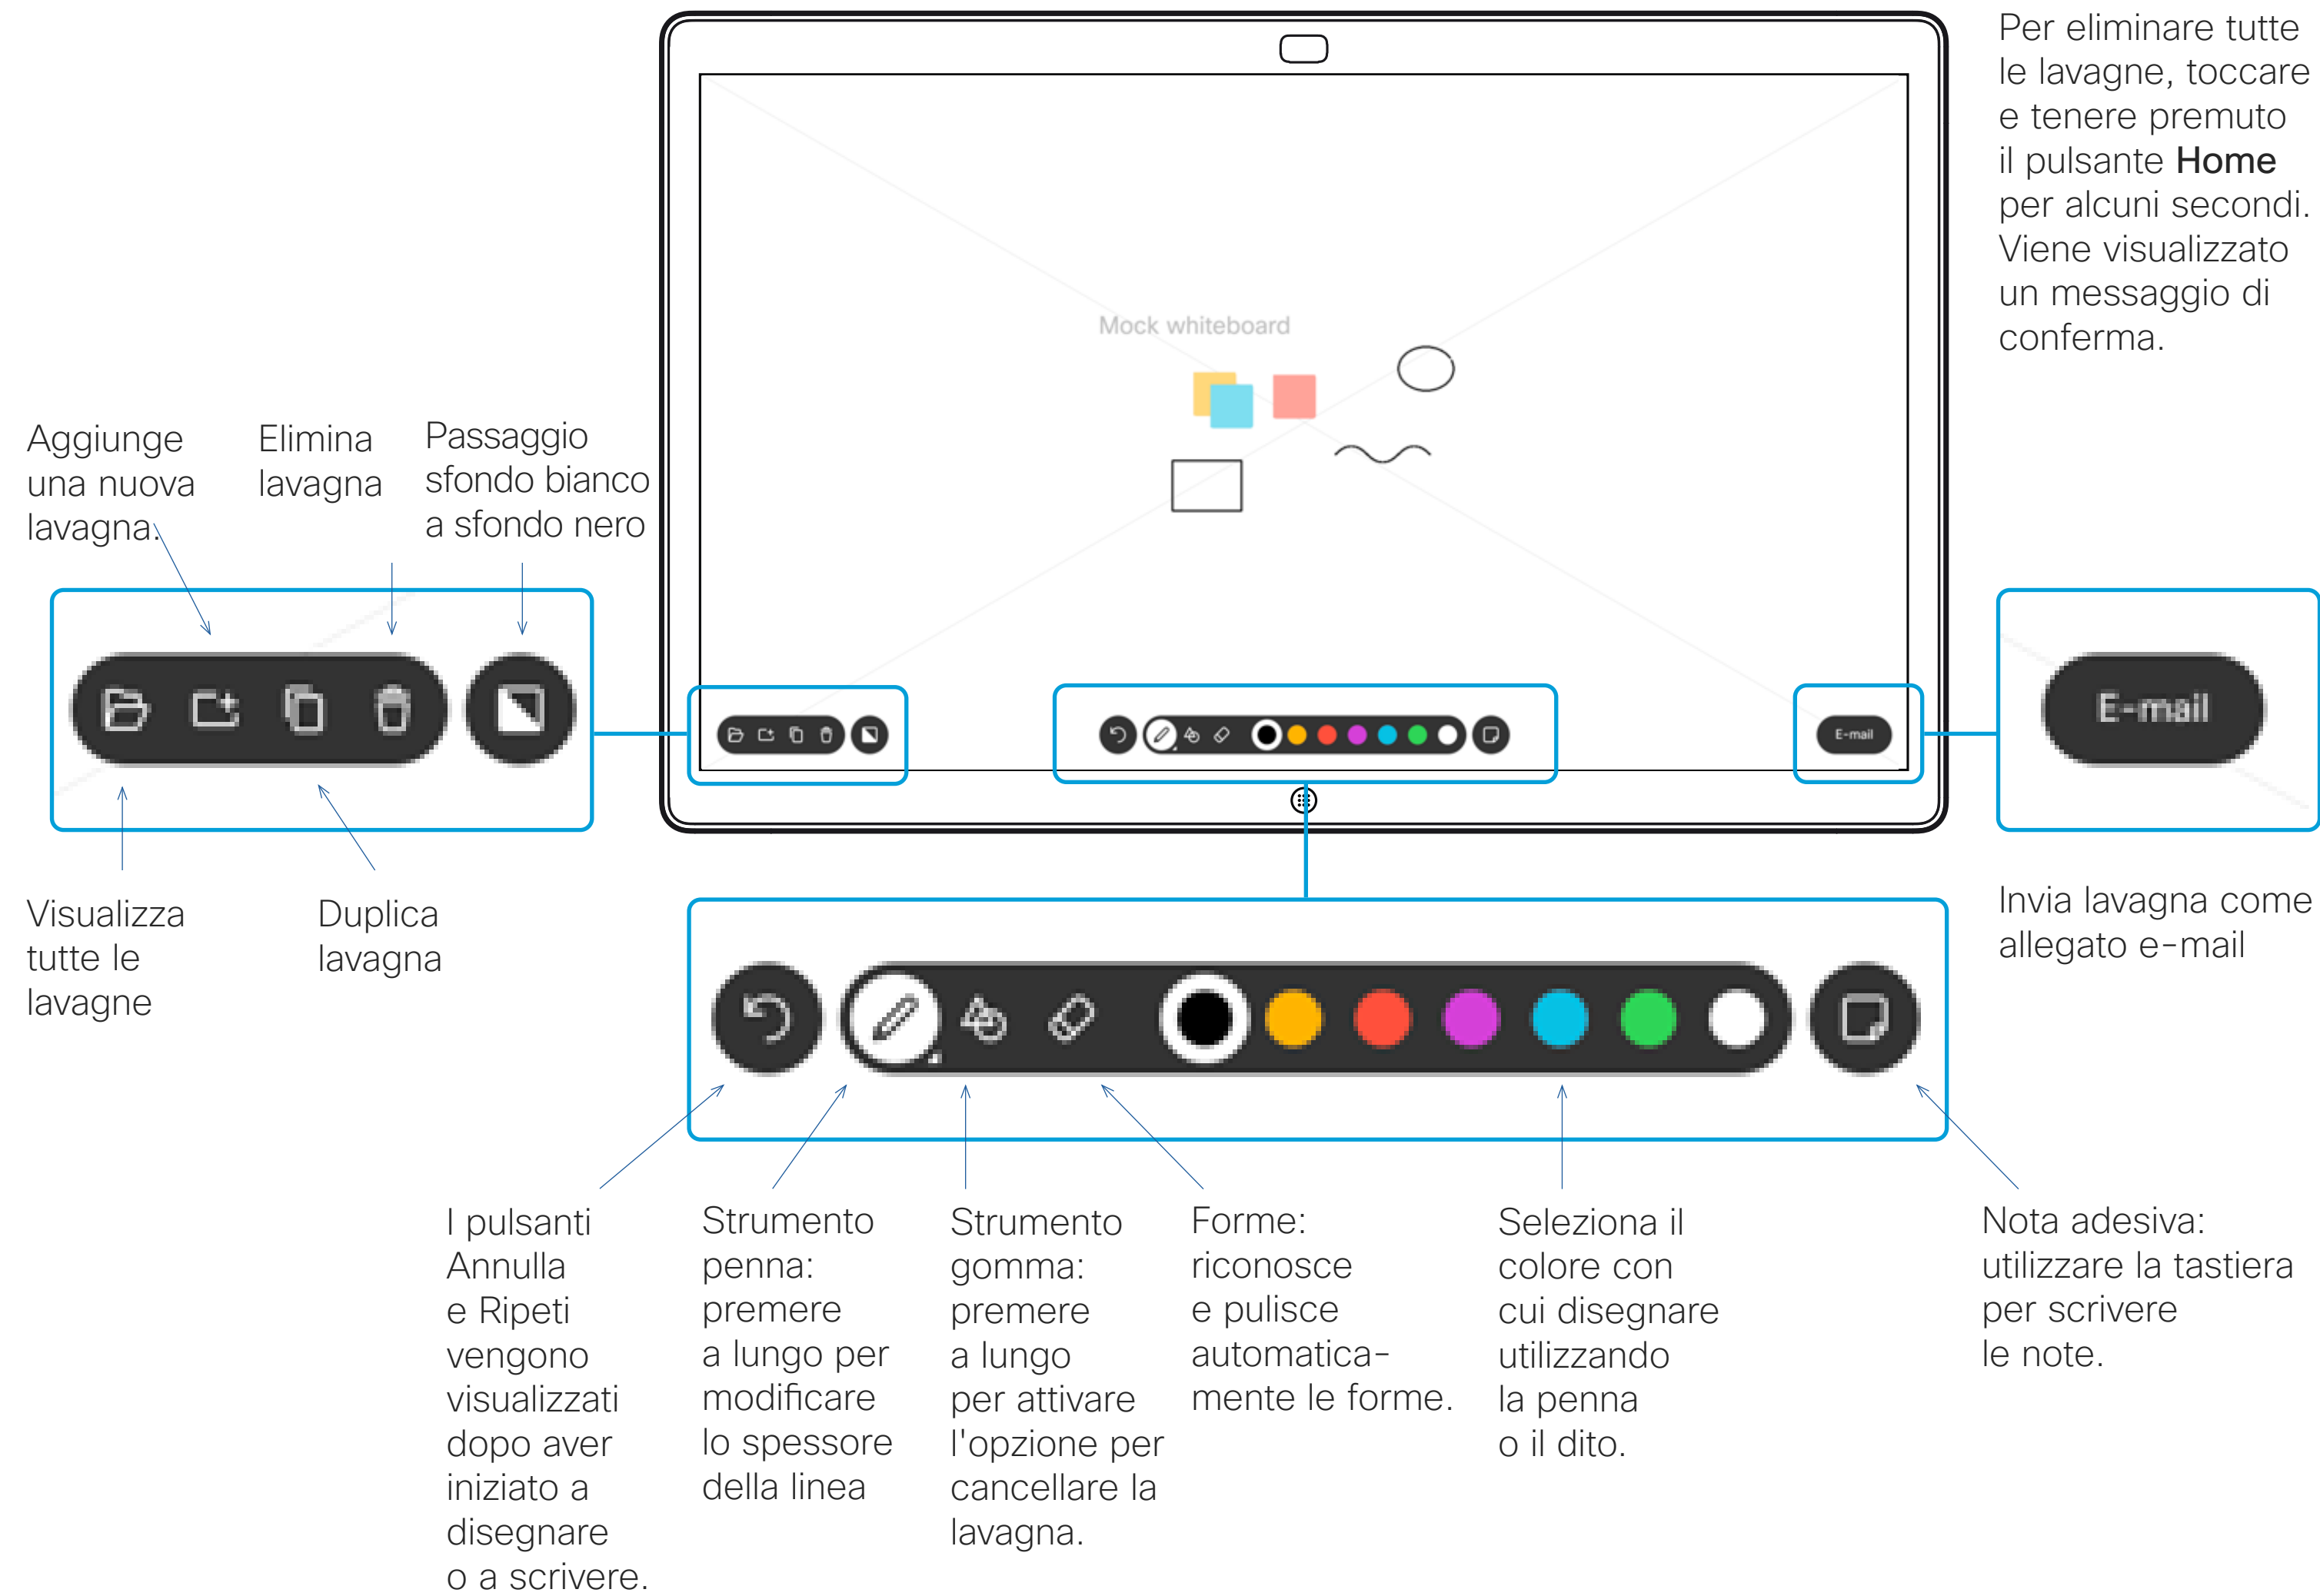 Per eliminare tutte
le lavagne, toccare
e tenere premuto
il pulsante Home
per alcuni secondi.
Viene visualizzato
un messaggio di
conferma.
Mock whiteboard
Aggiunge
una nuova
lavagna.
Elimina
lavagna
Passaggio
sfondo bianco
a sfondo nero
E-mail
E-mail
Visualizza
tutte le
lavagne
Duplica
lavagna
Invia lavagna come
allegato e-mail
I pulsanti
Annulla
e Ripeti
vengono
visualizzati
dopo aver
iniziato a
disegnare
o a scrivere.
Strumento
penna:
premere
a lungo per
modificare
lo spessore
della linea
Strumento
gomma:
premere
a lungo
per attivare
l'opzione per
cancellare la
lavagna.
Forme:
riconosce
e pulisce
automatica-
mente le forme.
Seleziona il
colore con
cui disegnare
utilizzando
la penna
o il dito.
Nota adesiva:
utilizzare la tastiera
per scrivere
le note.